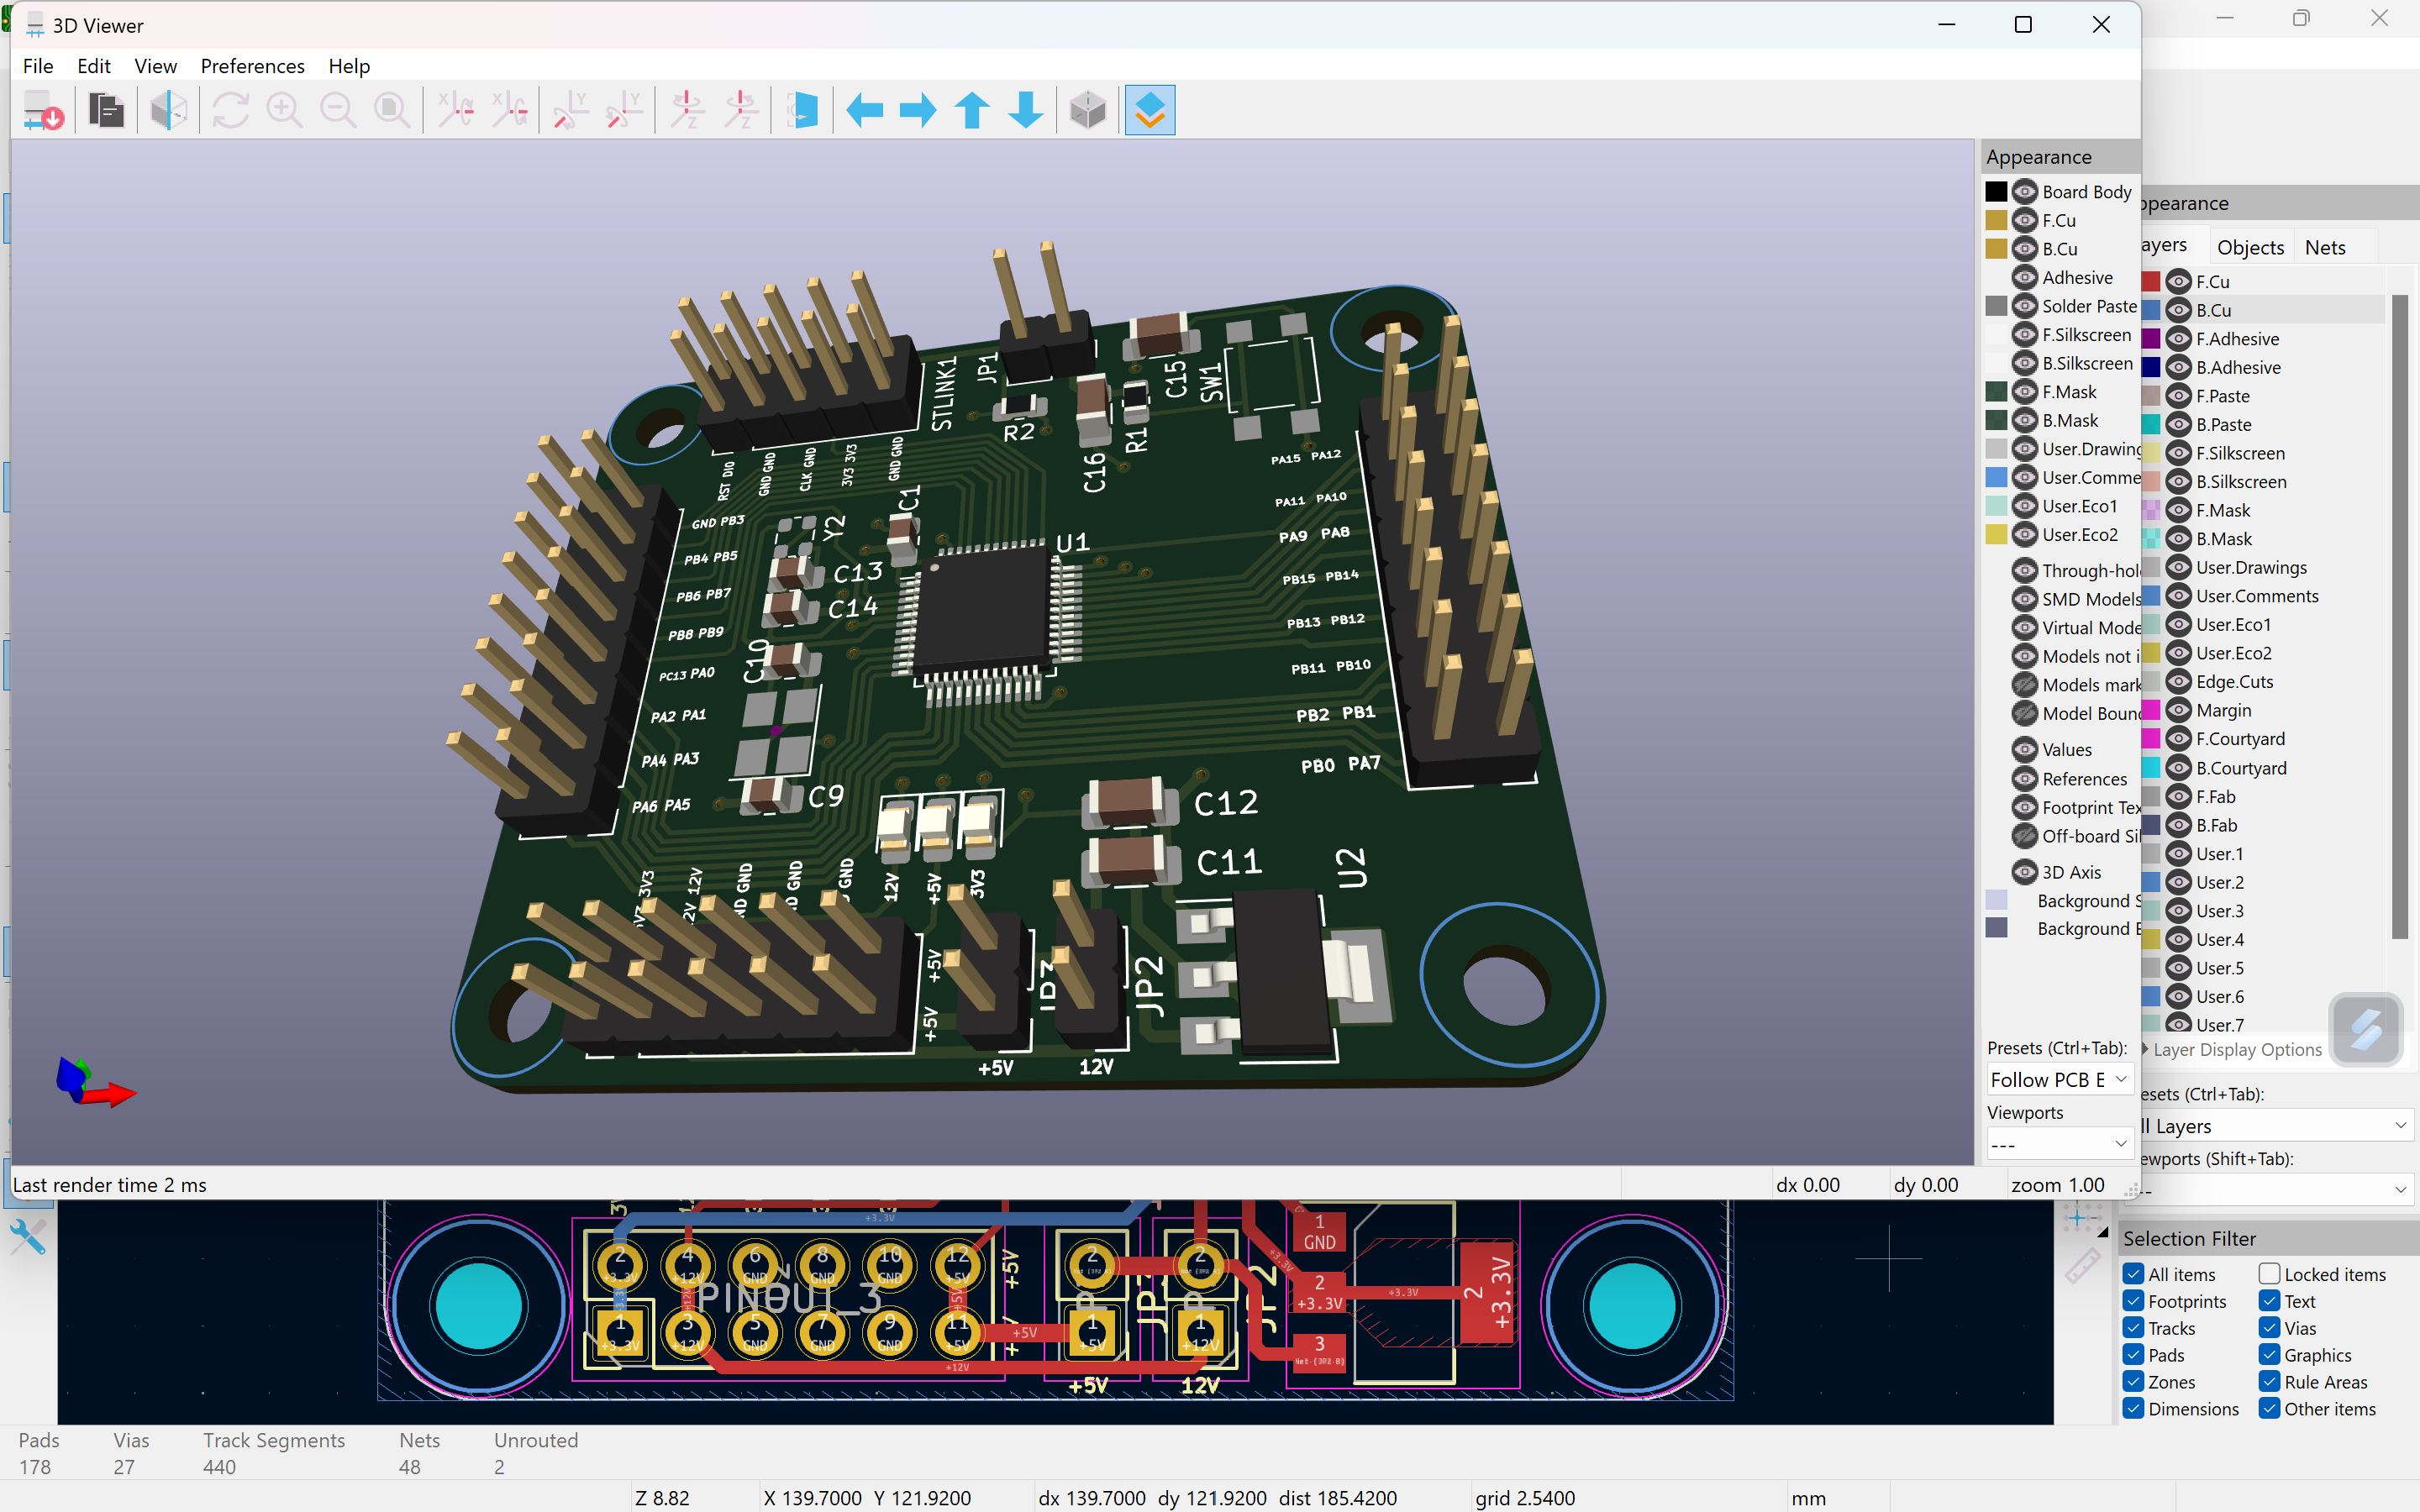 3D Viewer
File Edit View Preferences Help
Appearance
Board Body
F.Cu
B.Cu
Adhesive
Solder Paste
F.Silkscreen
B.Silkscreen
F.Mask
B.Mask
User.Drawing
User.Comme
User.Eco1
User.Eco2
Through-hol
SMD Models
Virtual Mode
Models not i
Models mark
Model Boun
Values
References
Footprint Tex
Off-board Sil
3D Axis
Background S
Background E
Presets (Ctrl+Tab):
Follow PCB E
Viewports
---
STLINK1
JP1
R2
C16
R1
C15
SW1
RST DIO
GND GND
CLK GND
3V3 3V3
GND GND
C1
Y2
U1
C13
C14
C10
C9
GND PB3
PB4 PB5
PB6 PB7
PB8 PB9
PC13 PA0
PA2 PA1
PA4 PA3
PA6 PA5
PA15 PA12
PA11 PA10
PA9 PA8
PB15 PB14
PB13 PB12
PB11 PB10
PB2 PB1
PB0 PA7
C12
C11
U2
3V3
12V
GND
GND
GND
12V
+5V
3V3
+5V
+5V
JP2
+5V
12V
Last render time 2 ms
dx 0.00
dy 0.00
zoom 1.00
ppearance
ayers Objects Nets
F.Cu
B.Cu
F.Adhesive
B.Adhesive
F.Paste
B.Paste
F.Silkscreen
B.Silkscreen
F.Mask
B.Mask
User.Drawings
User.Comments
User.Eco1
User.Eco2
Edge.Cuts
Margin
F.Courtyard
B.Courtyard
F.Fab
B.Fab
User.1
User.2
User.3
User.4
User.5
User.6
User.7
Layer Display Options
esets (Ctrl+Tab):
ll Layers
ewports (Shift+Tab):
--
Selection Filter
All items Locked items
Footprints Text
Tracks Vias
Pads Graphics
Zones Rule Areas
Dimensions Other items
+3.3V
2 4 6 8 10 12
+3.3V +12V GND GND GND +5V
PINOUT_3
1 3 5 7 9 11
+3.3V +12V GND GND GND +5V
+5V
+5V
+12V
2
1
+5V
2
1
+12V
JP2
+5V
12V
1
GND
2
+3.3V
3
+3.3V
+3.3V
2
+3.3V
Pads Vias Track Segments Nets Unrouted
178 27 440 48 2
Z 8.82
X 139.7000 Y 121.9200
dx 139.7000 dy 121.9200 dist 185.4200
grid 2.5400
mm